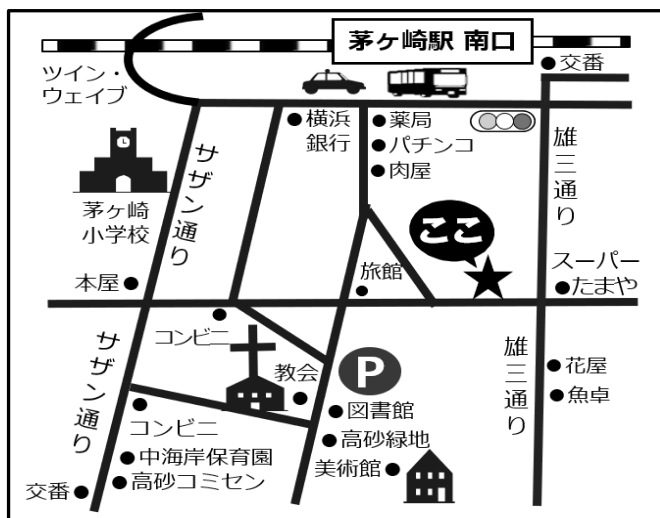 茅ヶ崎駅 南口
ツイン・
ウェイブ
交番
横浜
銀行
薬局
パチンコ
肉屋
雄三通り
サザン通り
茅ヶ崎
小学校
ここ
本屋
旅館
スーパー
たまや
コンビニ
サザン通り
教会
P
雄三通り
花屋
魚卓
図書館
コンビニ
高砂緑地
中海岸保育園
美術館
高砂コミセン
交番